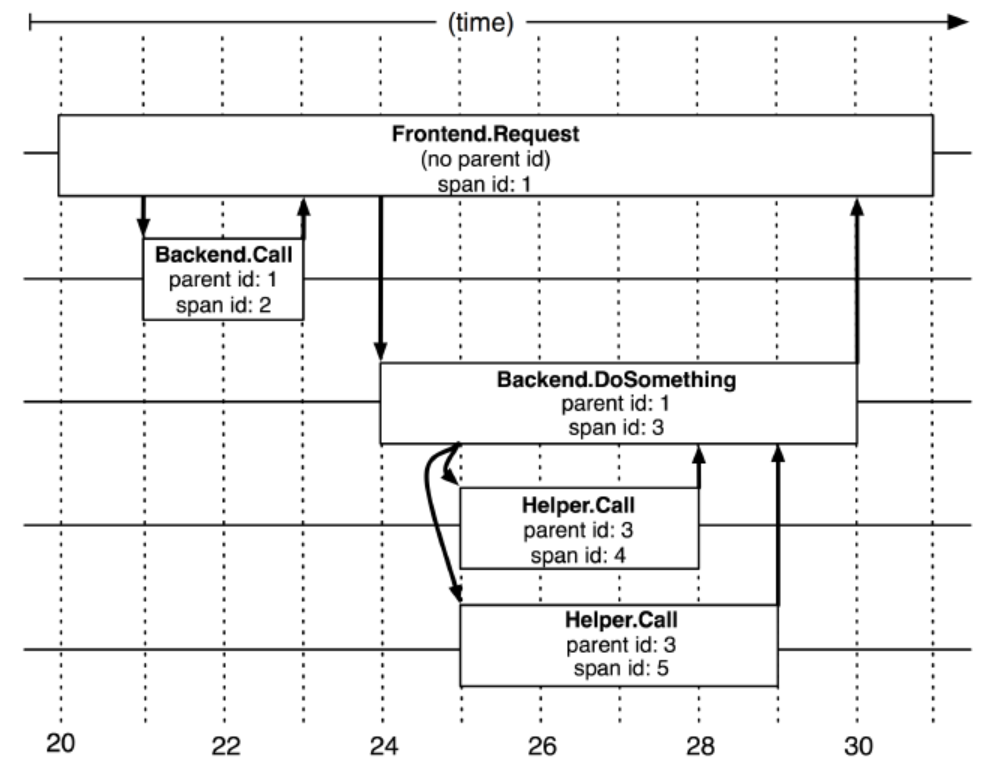 (time)
Frontend.Request
(no parent id)
span id: 1
Backend.Call
parent id: 1
span id: 2
Backend.DoSomething
parent id: 1
span id: 3
Helper.Call
parent id: 3
span id: 4
Helper.Call
parent id: 3
span id: 5
20 22 24 26 28 30